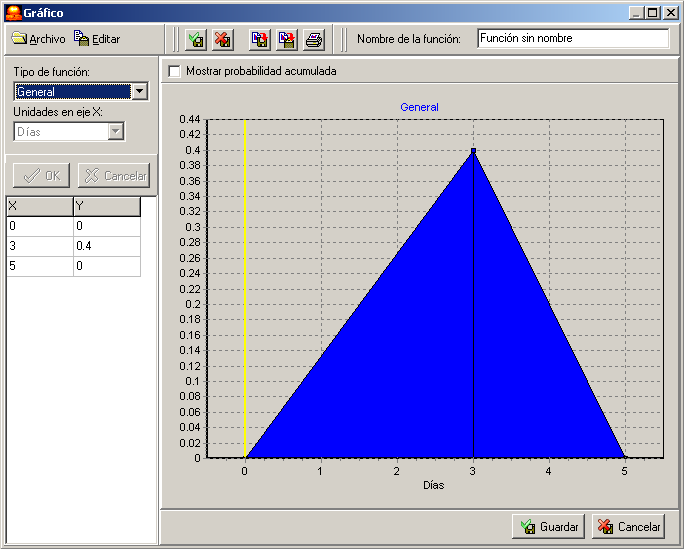 Gráfico
Archivo Editar Nombre de la función: Función sin nombre
Tipo de función:
General
Unidades en eje X:
Días
OK Cancelar
X Y
0 0
3 0.4
5 0
Mostrar probabilidad acumulada
General
0.44
0.42
0.4
0.38
0.36
0.34
0.32
0.3
0.28
0.26
0.24
0.22
0.2
0.18
0.16
0.14
0.12
0.1
0.08
0.06
0.04
0.02
0
0 1 2 3 4 5
Días
Guardar Cancelar